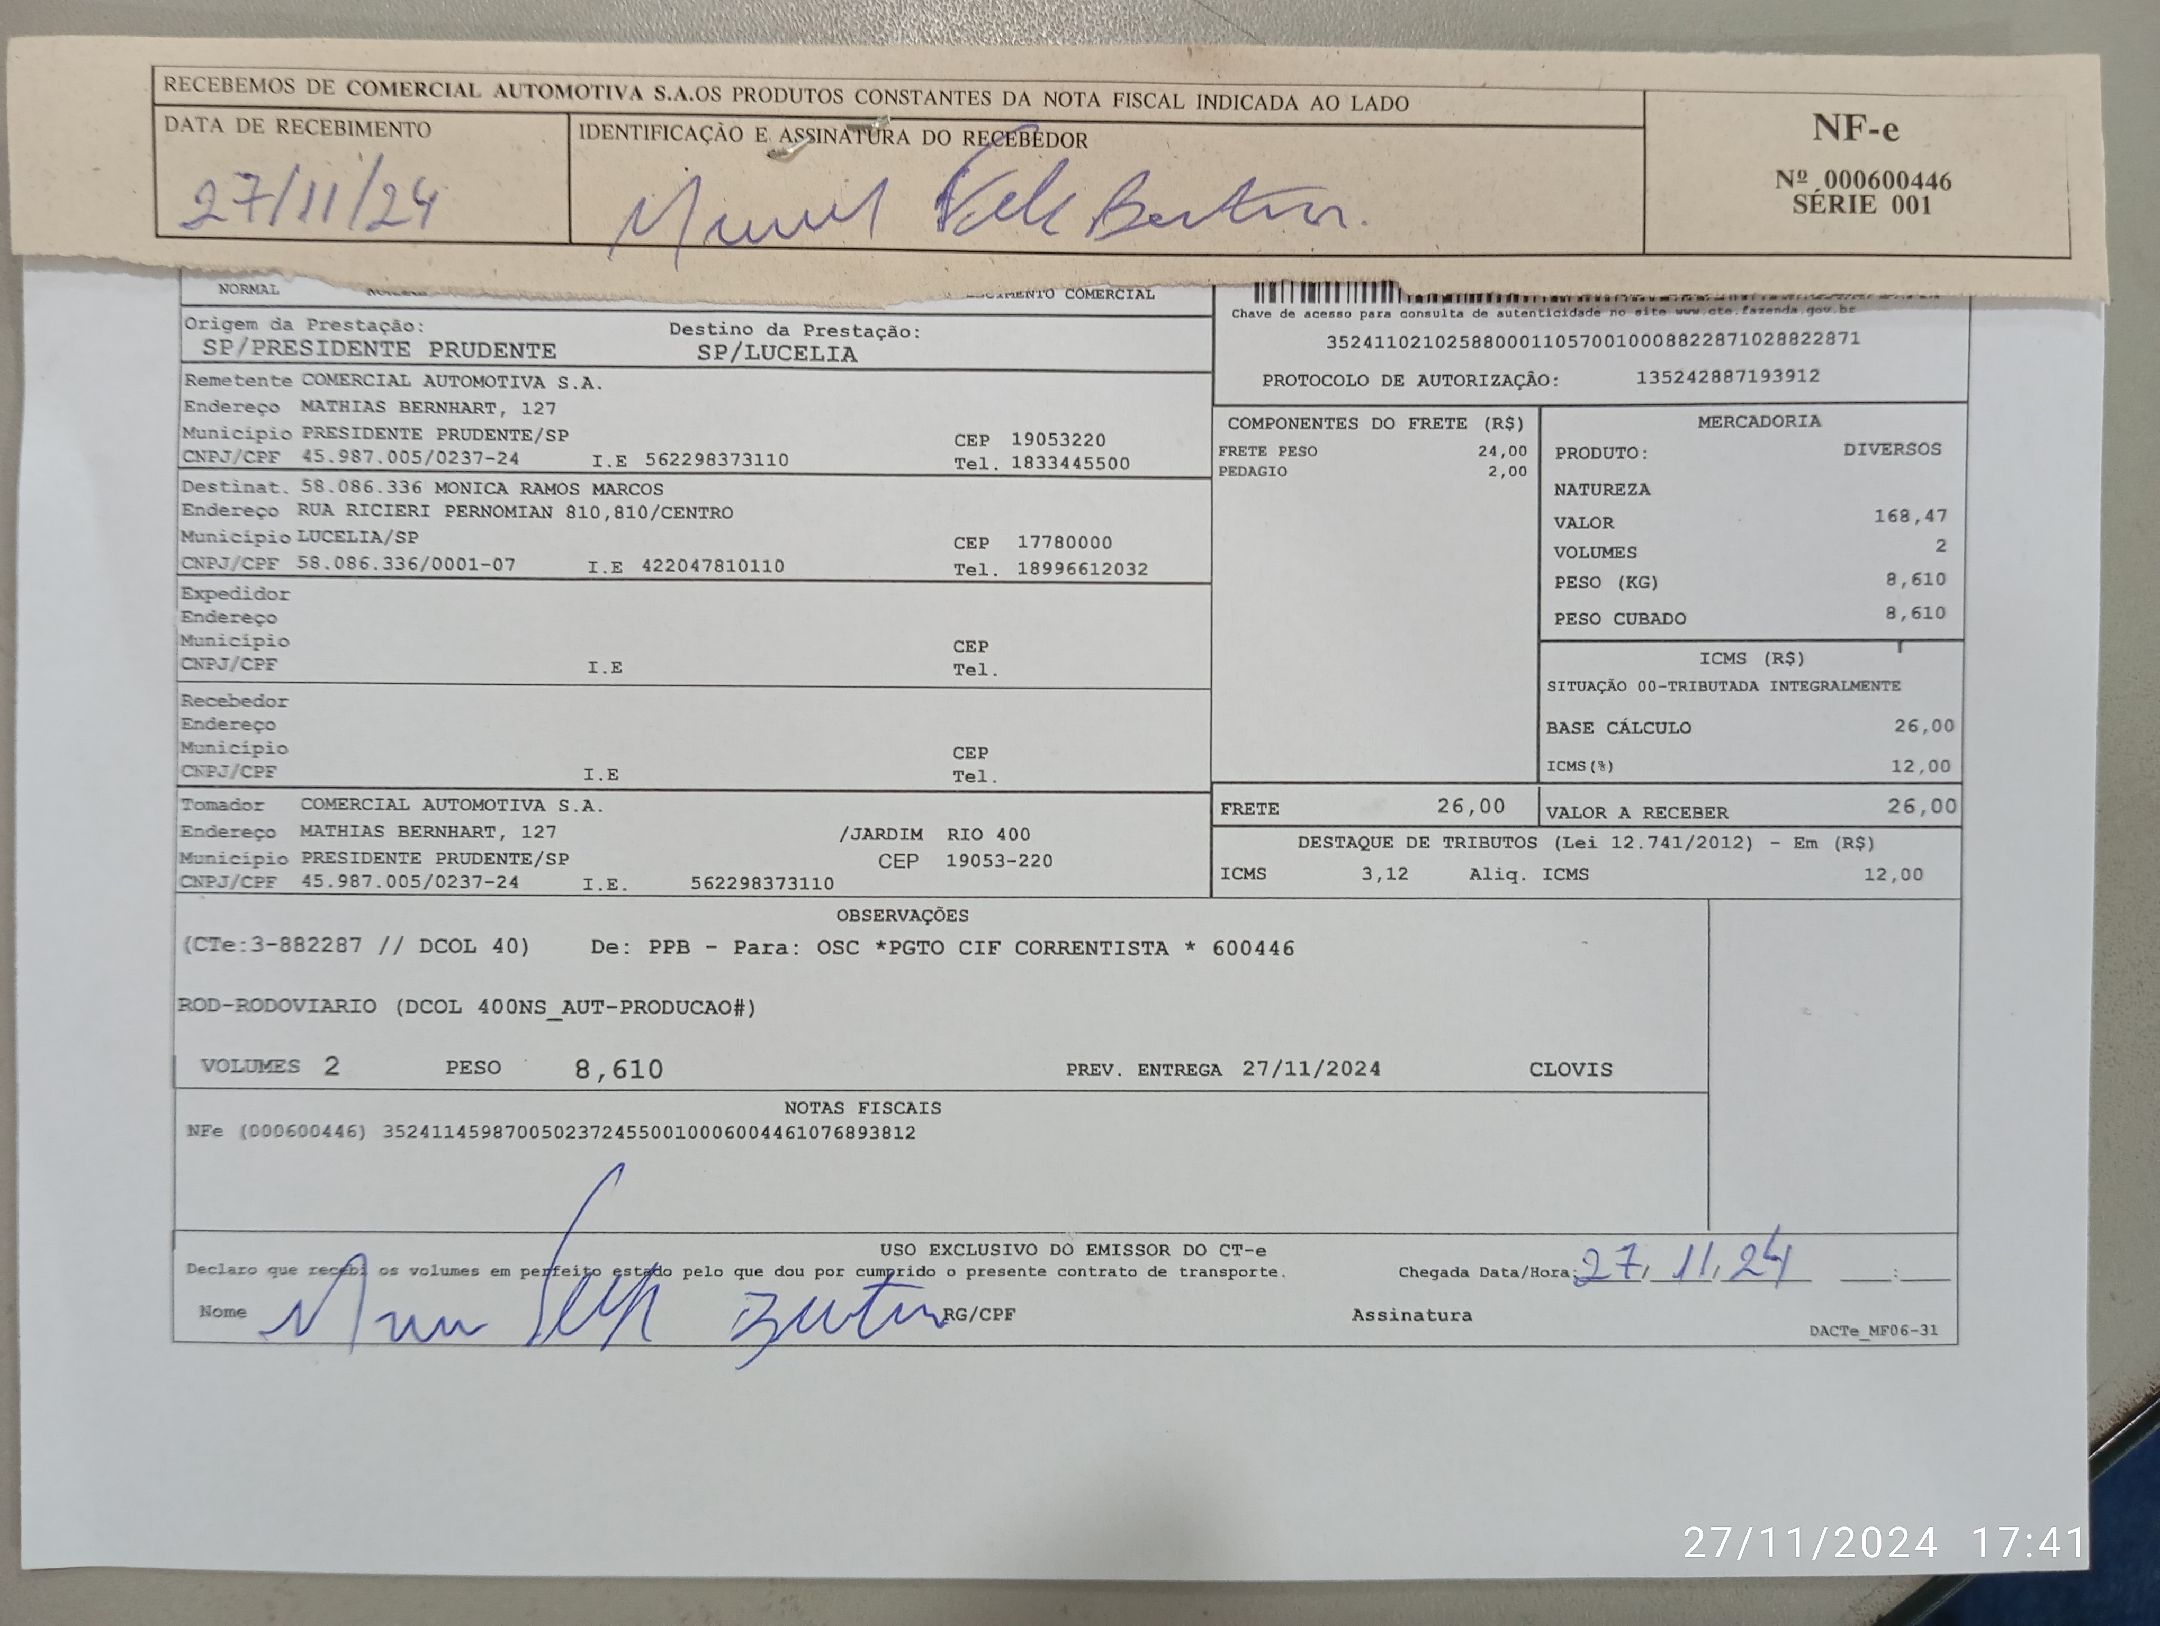 RECEBEMOS DE COMERCIAL AUTOMOTIVA S.A.OS PRODUTOS CONSTANTES DA NOTA FISCAL INDICADA AO LADO
DATA DE RECEBIMENTO
27/11/24
IDENTIFICAÇÃO E ASSINATURA DO RECEBEDOR
NF-e
Nº 000600446
SÉRIE 001
NORMAL
COMERCIAL
Origem da Prestação: Destino da Prestação:
SP/PRESIDENTE PRUDENTE SP/LUCELIA
Remetente COMERCIAL AUTOMOTIVA S.A.
Endereço MATHIAS BERNHART, 127
Município PRESIDENTE PRUDENTE/SP CEP 19053220
CNPJ/CPF 45.987.005/0237-24 I.E 562298373110 Tel. 1833445500
Destinat. 58.086.336 MONICA RAMOS MARCOS
Endereço RUA RICIERI PERNOMIAN 810,810/CENTRO
Município LUCELIA/SP CEP 17780000
CNPJ/CPF 58.086.336/0001-07 I.E 422047810110 Tel. 18996612032
Expedidor
Endereço
Município CEP
CNPJ/CPF I.E Tel.
Recebedor
Endereço
Município CEP
CNPJ/CPF I.E Tel.
Tomador COMERCIAL AUTOMOTIVA S.A.
Endereço MATHIAS BERNHART, 127 /JARDIM RIO 400
Município PRESIDENTE PRUDENTE/SP CEP 19053-220
CNPJ/CPF 45.987.005/0237-24 I.E. 562298373110
Chave de acesso para consulta de autenticidade no site www.cte.fazenda.gov.br
35241102102588000110570010008822871028822871
PROTOCOLO DE AUTORIZAÇÃO: 135242887193912
COMPONENTES DO FRETE (R$)
FRETE PESO 24,00
PEDAGIO 2,00
MERCADORIA
PRODUTO: DIVERSOS
NATUREZA
VALOR 168,47
VOLUMES 2
PESO (KG) 8,610
PESO CUBADO 8,610
ICMS (R$)
SITUAÇÃO 00-TRIBUTADA INTEGRALMENTE
BASE CÁLCULO 26,00
ICMS(%) 12,00
FRETE 26,00 VALOR A RECEBER 26,00
DESTAQUE DE TRIBUTOS (Lei 12.741/2012) - Em (R$)
ICMS 3,12 Aliq. ICMS 12,00
OBSERVAÇÕES
(CTe:3-882287 // DCOL 40) De: PPB - Para: OSC *PGTO CIF CORRENTISTA * 600446
ROD-RODOVIARIO (DCOL 400NS_AUT-PRODUCAO#)
VOLUMES 2 PESO 8,610 PREV. ENTREGA 27/11/2024 CLOVIS
NOTAS FISCAIS
NFe (000600446) 35241145987005023724550010006004461076893812
USO EXCLUSIVO DO EMISSOR DO CT-e
Declaro que recebi os volumes em perfeito estado pelo que dou por cumprido o presente contrato de transporte. Chegada Data/Hora: 27, 11, 24 __:__
Nome RG/CPF Assinatura
DACTe_MF06-31
27/11/2024 17:41